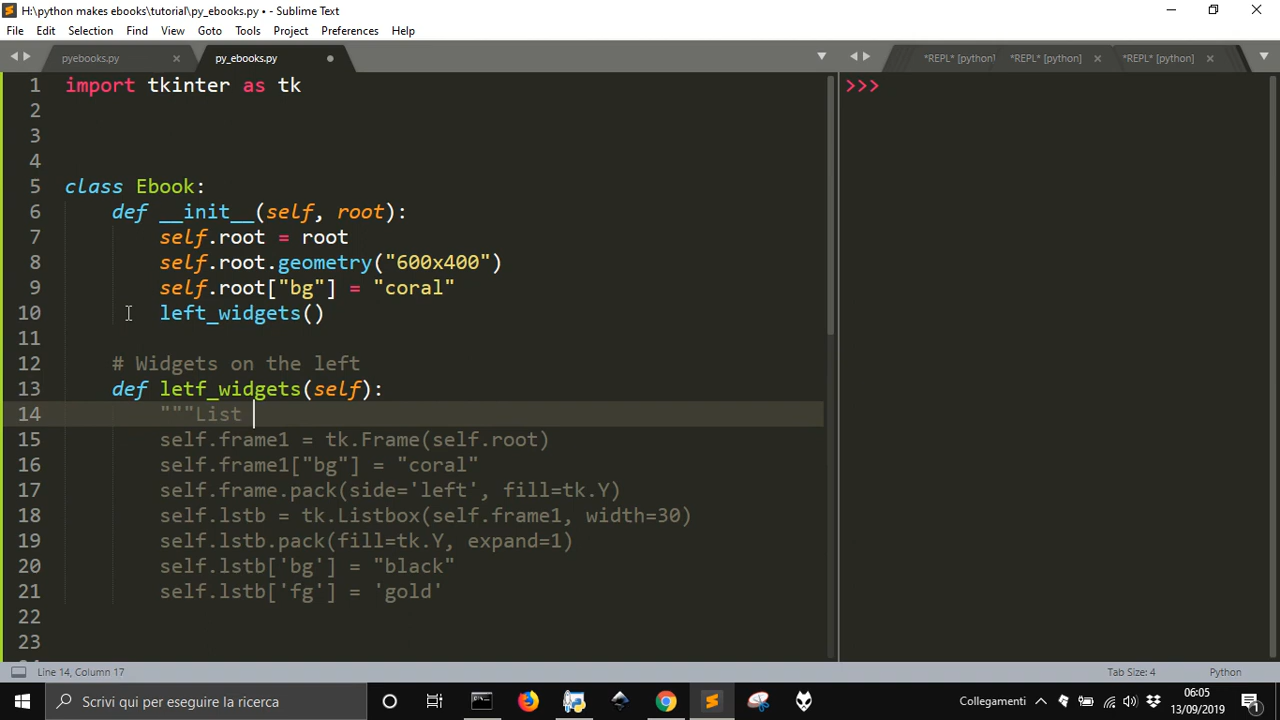 H:\python makes ebooks\tutorial\py_ebooks.py • - Sublime Text
File Edit Selection Find View Goto Tools Project Preferences Help
pyebooks.py py_ebooks.py *REPL* [python] *REPL* [python] *REPL* [python]
1 import tkinter as tk
2
3
4
5 class Ebook:
6 def __init__(self, root):
7 self.root = root
8 self.root.geometry("600x400")
9 self.root["bg"] = "coral"
10 left_widgets()
11
12 # Widgets on the left
13 def letf_widgets(self):
14 """List
15 self.frame1 = tk.Frame(self.root)
16 self.frame1["bg"] = "coral"
17 self.frame.pack(side='left', fill=tk.Y)
18 self.lstb = tk.Listbox(self.frame1, width=30)
19 self.lstb.pack(fill=tk.Y, expand=1)
20 self.lstb['bg'] = "black"
21 self.lstb['fg'] = 'gold'
22
23
>>>
Line 14, Column 17 Tab Size: 4 Python
Scrivi qui per eseguire la ricerca Collegamenti 06:05
13/09/2019